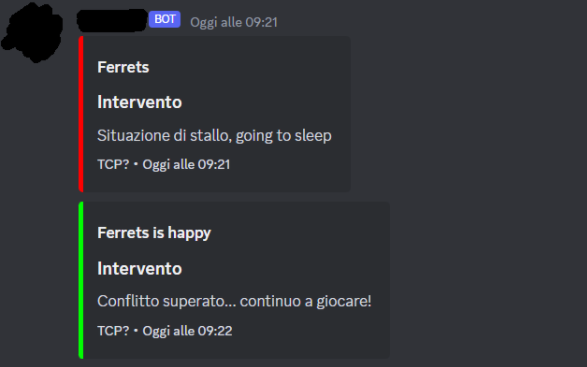 BOT Oggi alle 09:21
Ferrets
Intervento
Situazione di stallo, going to sleep
TCP? • Oggi alle 09:21
Ferrets is happy
Intervento
Conflitto superato... continuo a giocare!
TCP? • Oggi alle 09:22